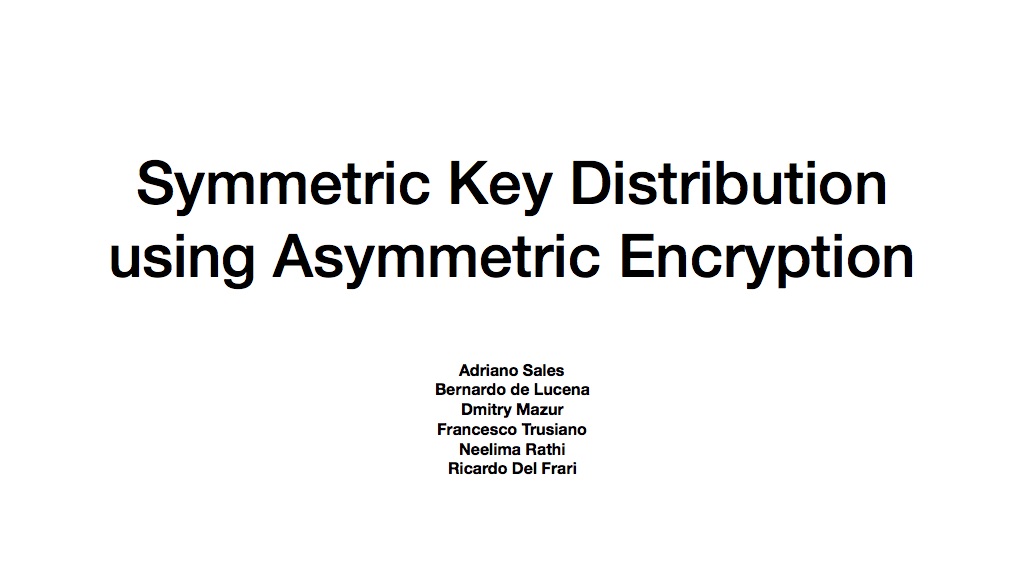 Symmetric Key Distribution
using Asymmetric Encryption
Adriano Sales
Bernardo de Lucena
Dmitry Mazur
Francesco Trusiano
Neelima Rathi
Ricardo Del Frari